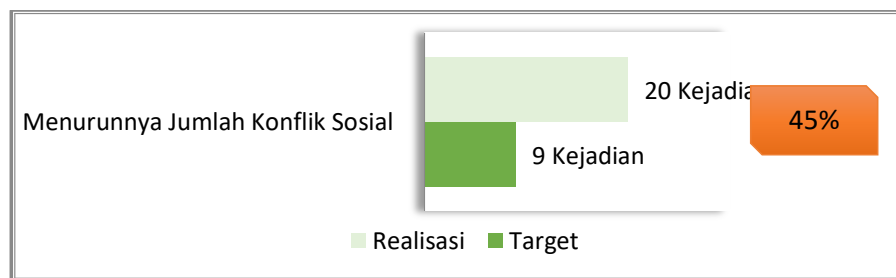 20 Kejadia
45%
Menurunnya Jumlah Konflik Sosial
9 Kejadian
Realisasi
Target